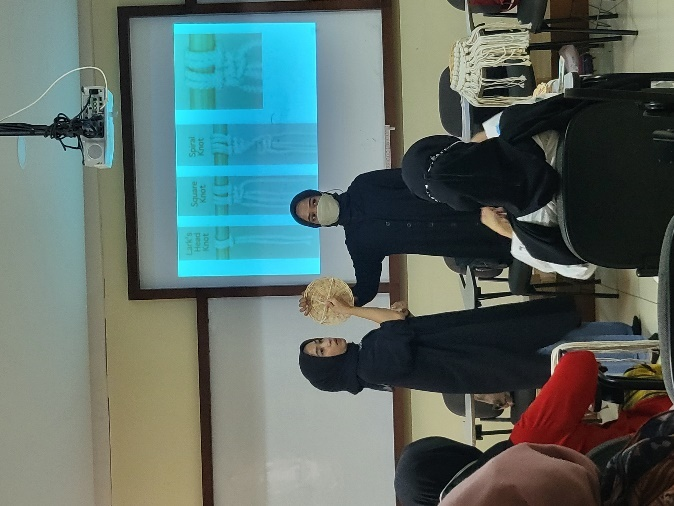 Lark's
Head
Knot
Square
Knot
Spiral
Knot